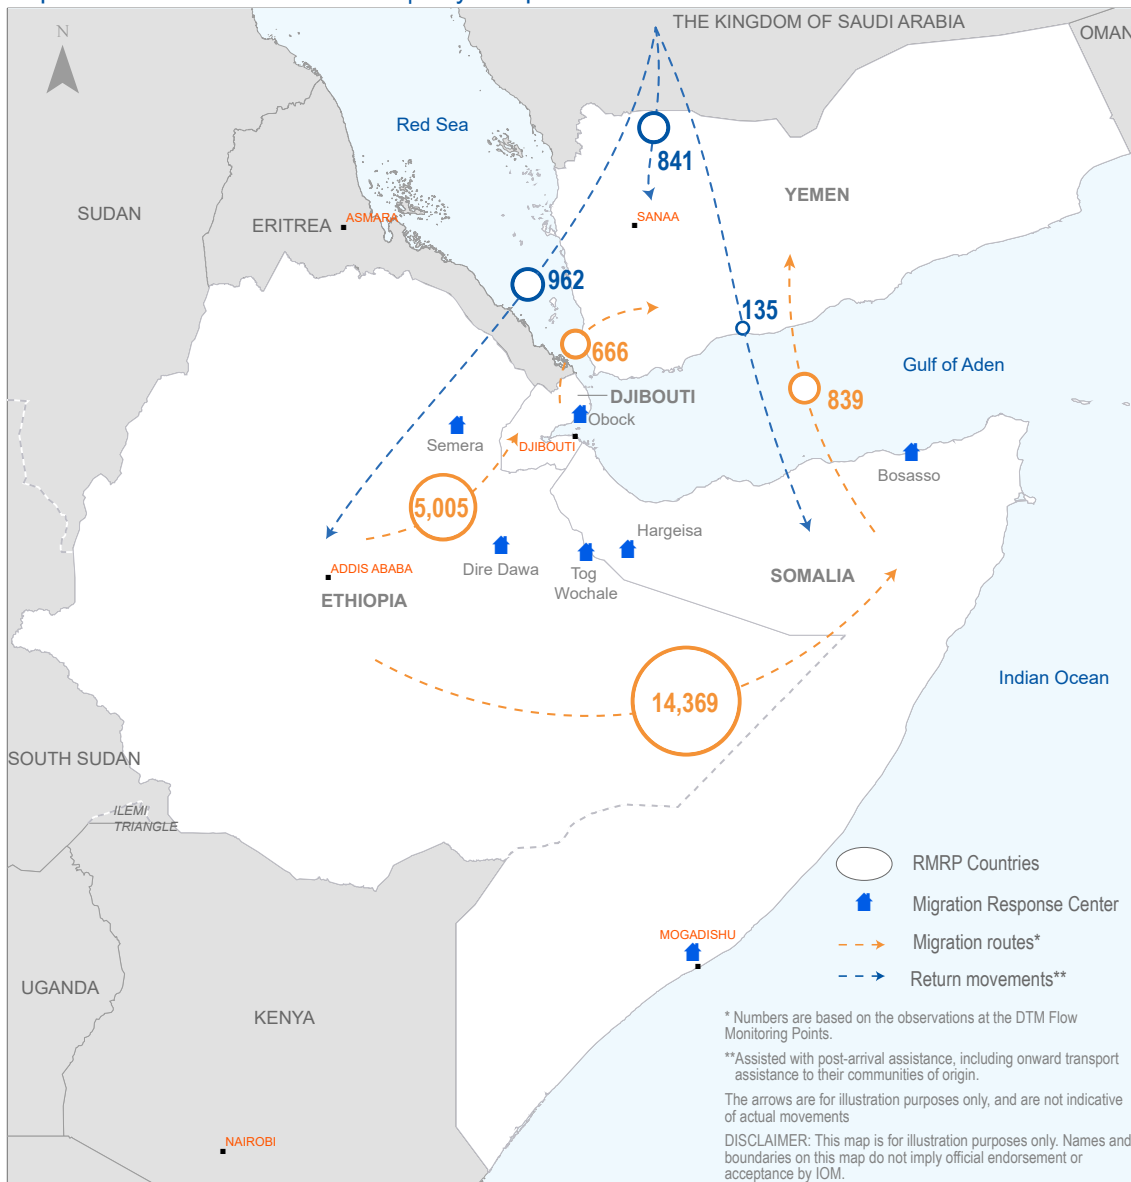 THE KINGDOM OF SAUDI ARABIA
OMAN
N
Red Sea
841
YEMEN
SUDAN
ERITREA
ASMARA
SANAA
962
135
666
Gulf of Aden
DJIBOUTI
839
Obock
Semera
DJIBOUTI
Bosasso
5,005
Hargeisa
Dire Dawa
Tog
Wochale
ADDIS ABABA
ETHIOPIA
SOMALIA
Indian Ocean
14,369
SOUTH SUDAN
ILEMI
TRIANGLE
RMRP Countries
Migration Response Center
MOGADISHU
Migration routes*
Return movements**
UGANDA
KENYA
NAIROBI
* Numbers are based on the observations at the DTM Flow
Monitoring Points.
**Assisted with post-arrival assistance, including onward transport
assistance to their communities of origin.
The arrows are for illustration purposes only, and are not indicative
of actual movements
DISCLAIMER: This map is for illustration purposes only. Names and
boundaries on this map do not imply official endorsement or
acceptance by IOM.